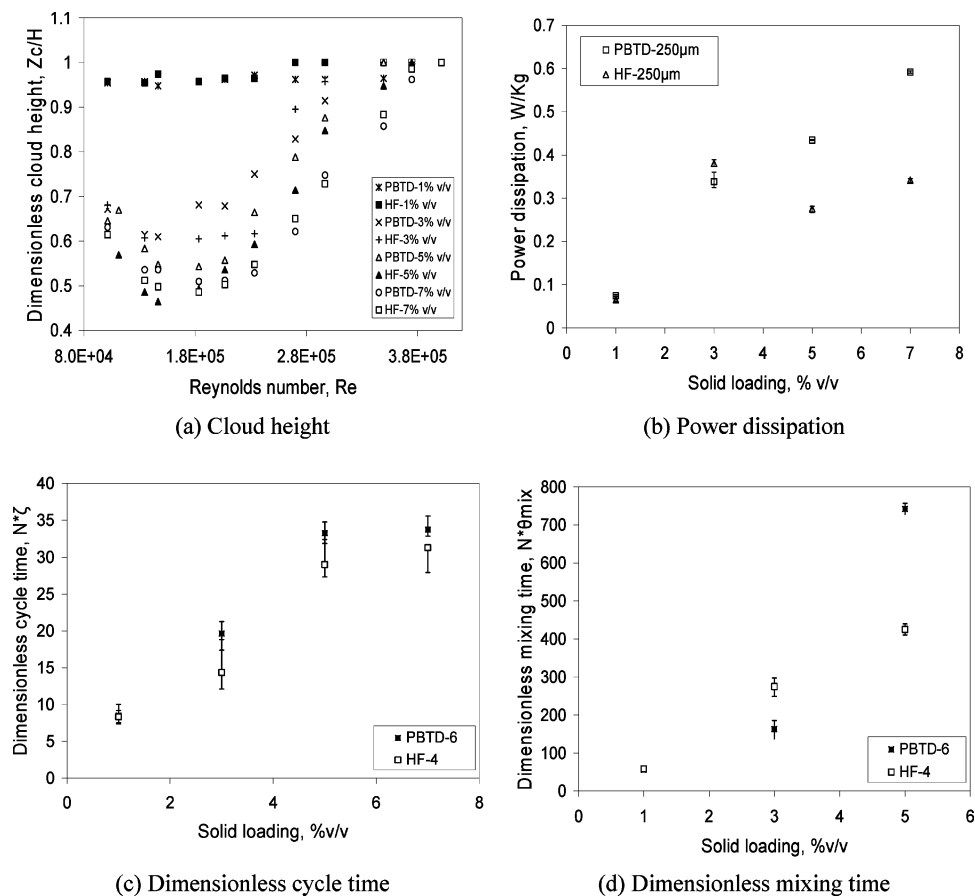 Dimensionless cloud height, Zc/H
1.1
1
0.9
0.8
0.7
0.6
0.5
0.4
8.0E+04
1.8E+05
2.8E+05
3.8E+05
Reynolds number, Re
PBTD-1% v/v
HF-1% v/v
PBTD-3% v/v
HF-3% v/v
PBTD-5% v/v
HF-5% v/v
PBTD-7% v/v
HF-7% v/v
(a) Cloud height
Power dissipation, W/Kg
0.7
0.6
0.5
0.4
0.3
0.2
0.1
0
0 1 2 3 4 5 6 7 8
Solid loading, % v/v
PBTD-250µm
HF-250µm
(b) Power dissipation
Dimensionless cycle time, N*ζ
40
35
30
25
20
15
10
5
0
0 2 4 6 8
Solid loading, %v/v
PBTD-6
HF-4
(c) Dimensionless cycle time
Dimensionless mixing time, N*θmix
800
700
600
500
400
300
200
100
0
0 1 2 3 4 5 6
Solid loading, %v/v
PBTD-6
HF-4
(d) Dimensionless mixing time